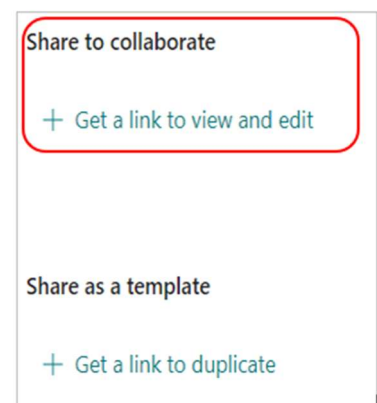 Share to collaborate
+ Get a link to view and edit
Share as a template
+ Get a link to duplicate